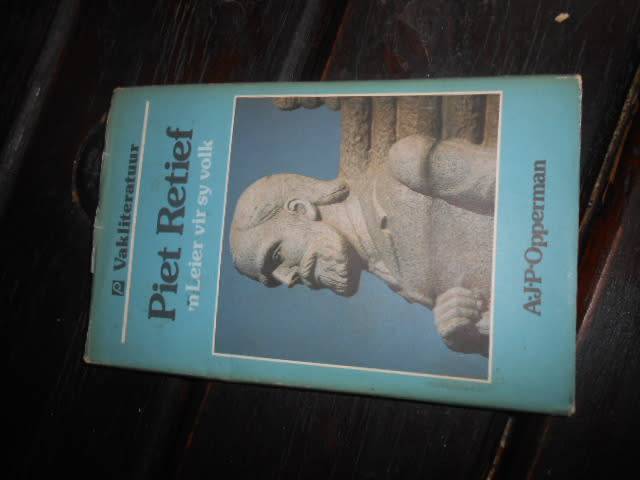 Vakliteratuur
Piet Retief
'n Leier vir sy volk
A·J·P·Opperman